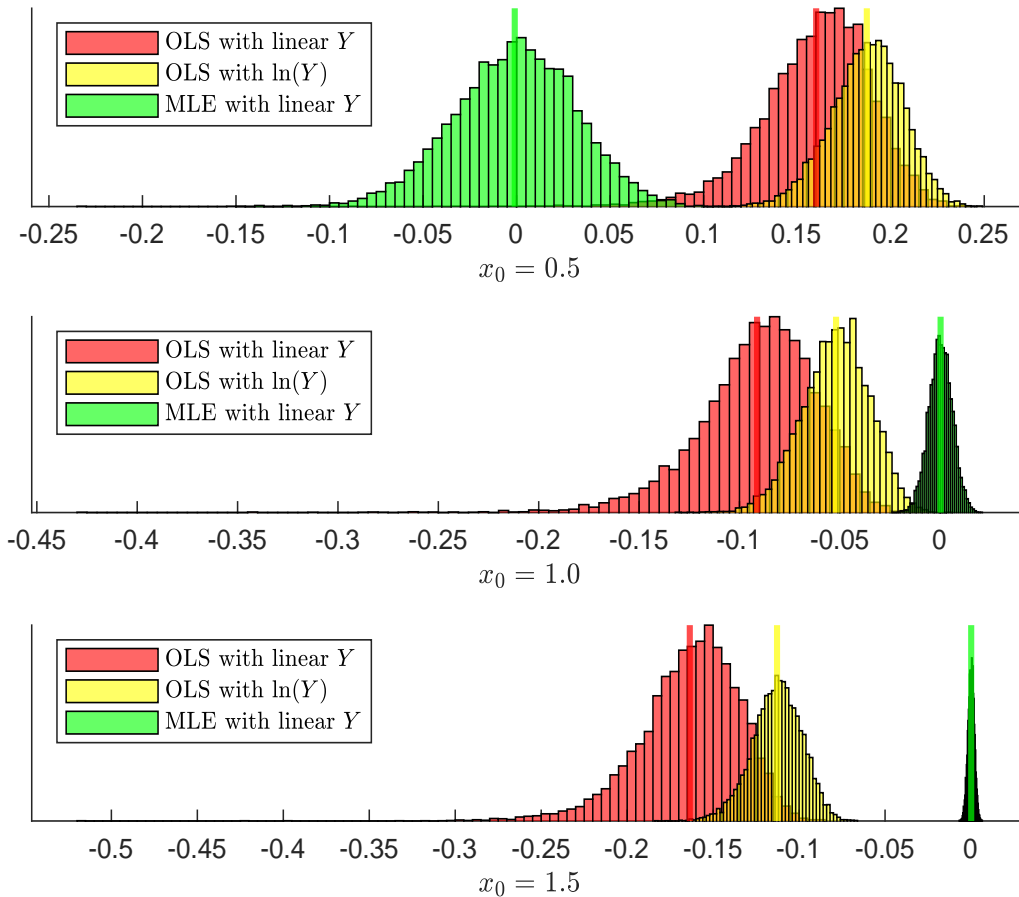 OLS with linear Y
OLS with ln(Y)
MLE with linear Y
-0.25 -0.2 -0.15 -0.1 -0.05 0 0.05 0.1 0.15 0.2 0.25
x₀ = 0.5
OLS with linear Y
OLS with ln(Y)
MLE with linear Y
-0.45 -0.4 -0.35 -0.3 -0.25 -0.2 -0.15 -0.1 -0.05 0
x₀ = 1.0
OLS with linear Y
OLS with ln(Y)
MLE with linear Y
-0.5 -0.45 -0.4 -0.35 -0.3 -0.25 -0.2 -0.15 -0.1 -0.05 0
x₀ = 1.5